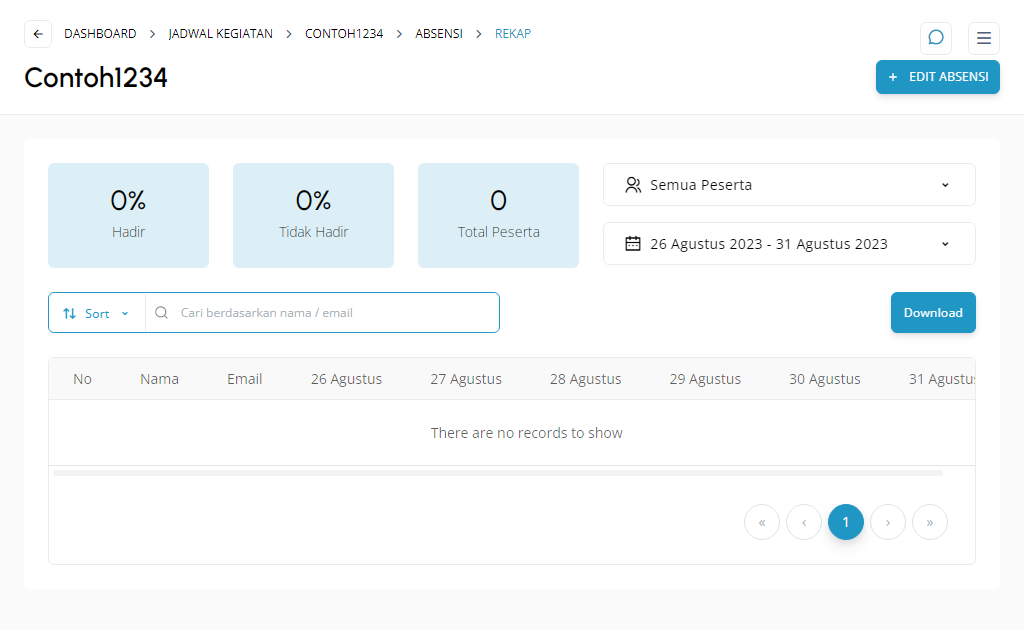 DASHBOARD > JADWAL KEGIATAN > CONTOH1234 > ABSENSI > REKAP
Contoh1234
+ EDIT ABSENSI
0%
Hadir
0%
Tidak Hadir
0
Total Peserta
Semua Peserta
26 Agustus 2023 - 31 Agustus 2023
Sort
Cari berdasarkan nama / email
Download
No Nama Email 26 Agustus 27 Agustus 28 Agustus 29 Agustus 30 Agustus 31 Agustus
There are no records to show
« ‹ 1 › »